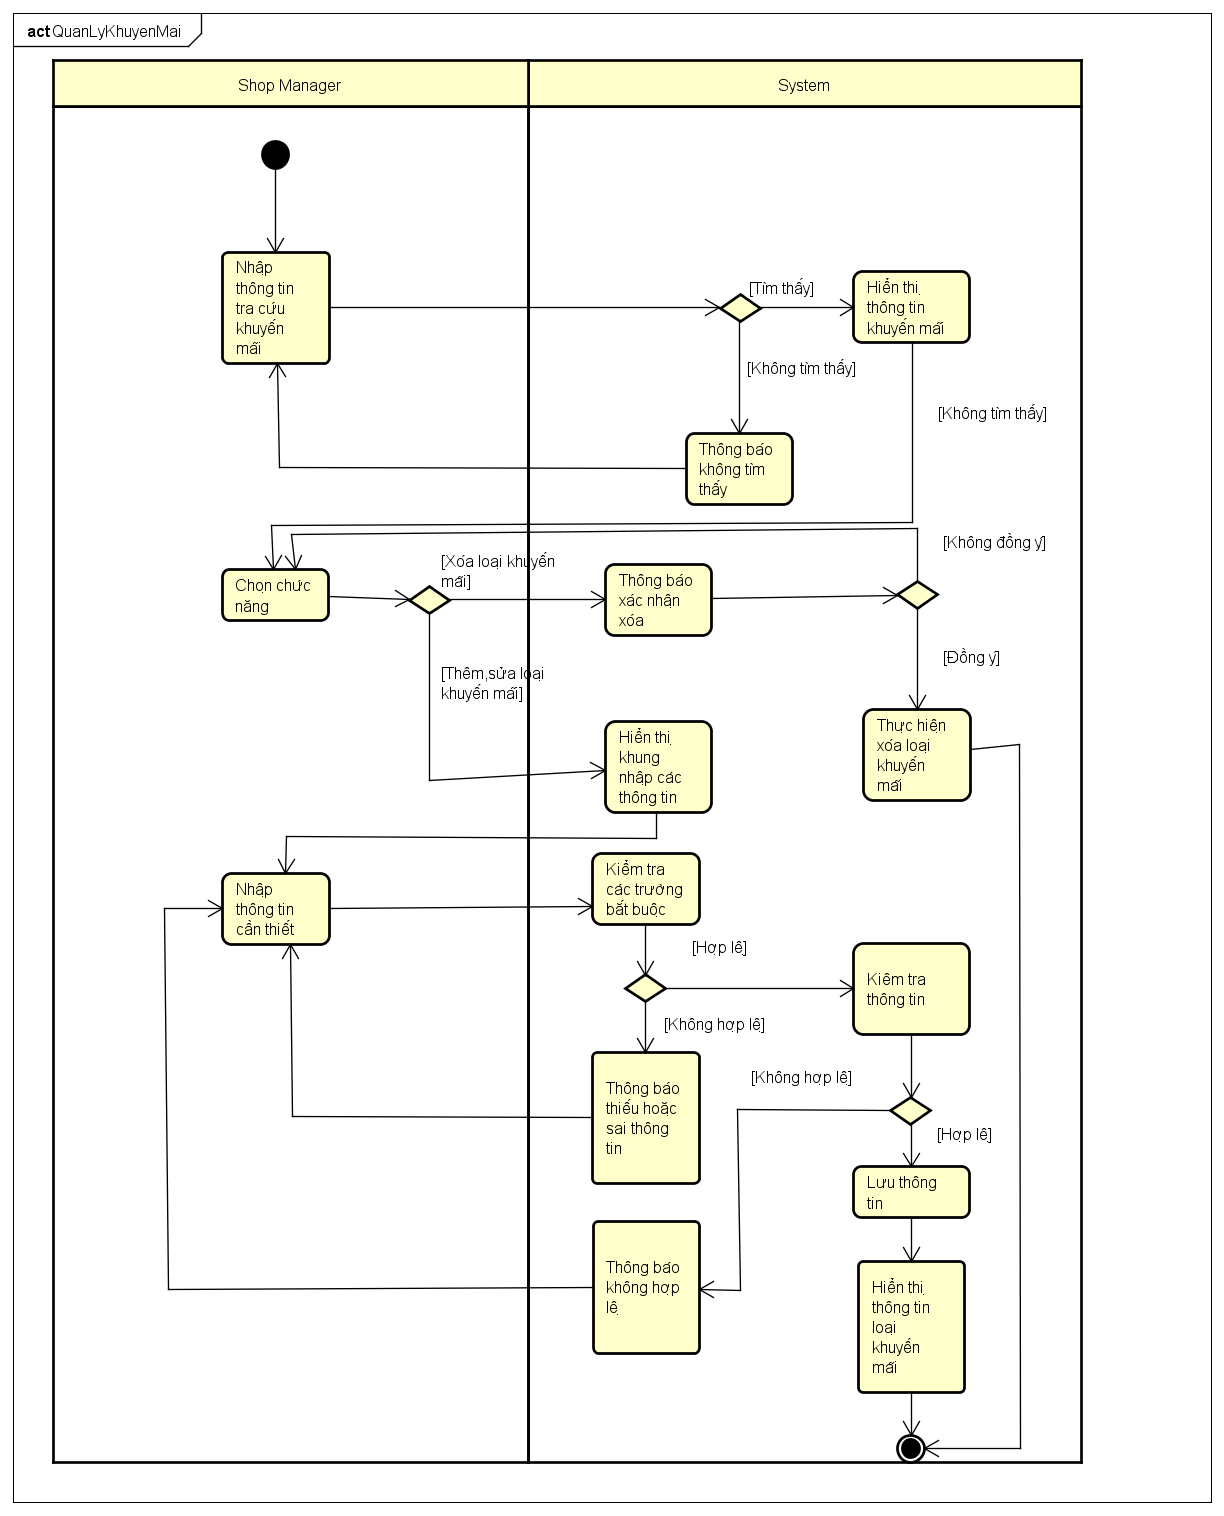 act QuanLyKhuyenMai
Shop Manager
System
Nhập
thông tin
tra cứu
khuyến
mãi
[Tìm thấy]
Hiển thị
thông tin
khuyến mãi
[Không tìm thấy]
[Không tìm thấy]
Thông báo
không tìm
thấy
[Không đồng ý]
Chọn chức
năng
[Xóa loại khuyến
mãi]
Thông báo
xác nhận
xóa
[Thêm,sửa loại
khuyến mãi]
[Đồng ý]
Hiển thị
khung
nhập các
thông tin
Thực hiện
xóa loại
khuyến
mãi
Nhập
thông tin
cần thiết
Kiểm tra
các trường
bắt buộc
[Hợp lệ]
Kiêm tra
thông tin
[Không hợp lệ]
Thông báo
thiếu hoặc
sai thông
tin
[Không hợp lệ]
[Hợp lệ]
Lưu thông
tin
Thông báo
không hợp
lệ
Hiển thị
thông tin
loại
khuyến
mãi